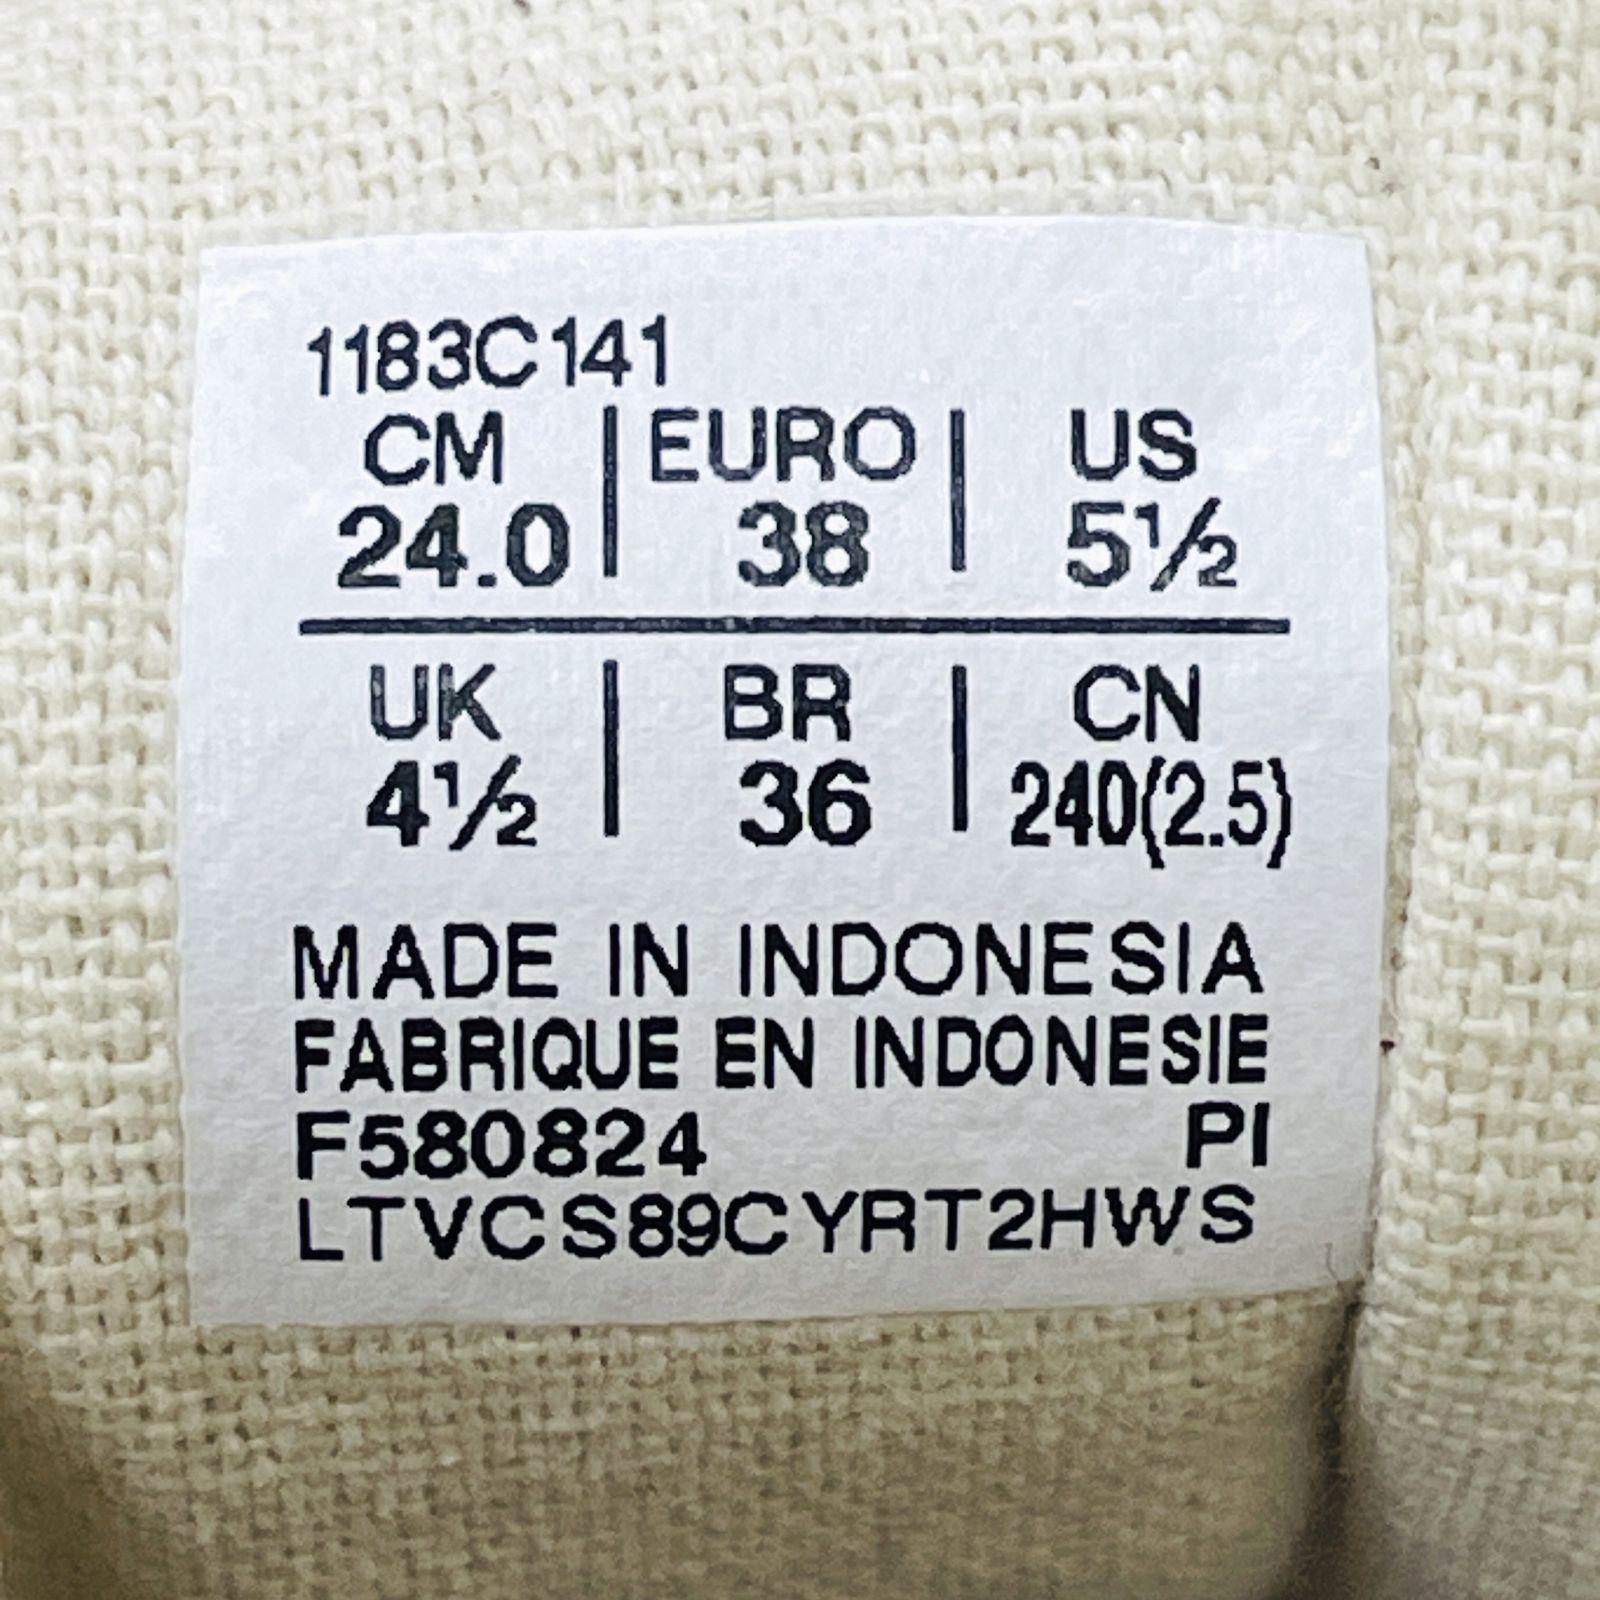 1183C141
CM | EURO | US
24.0 | 38 | 5½
UK | BR | CN
4½ | 36 | 240(2.5)
MADE IN INDONESIA
FABRIQUE EN INDONESIE
F580824 PI
LTVCS89CYRT2HWS